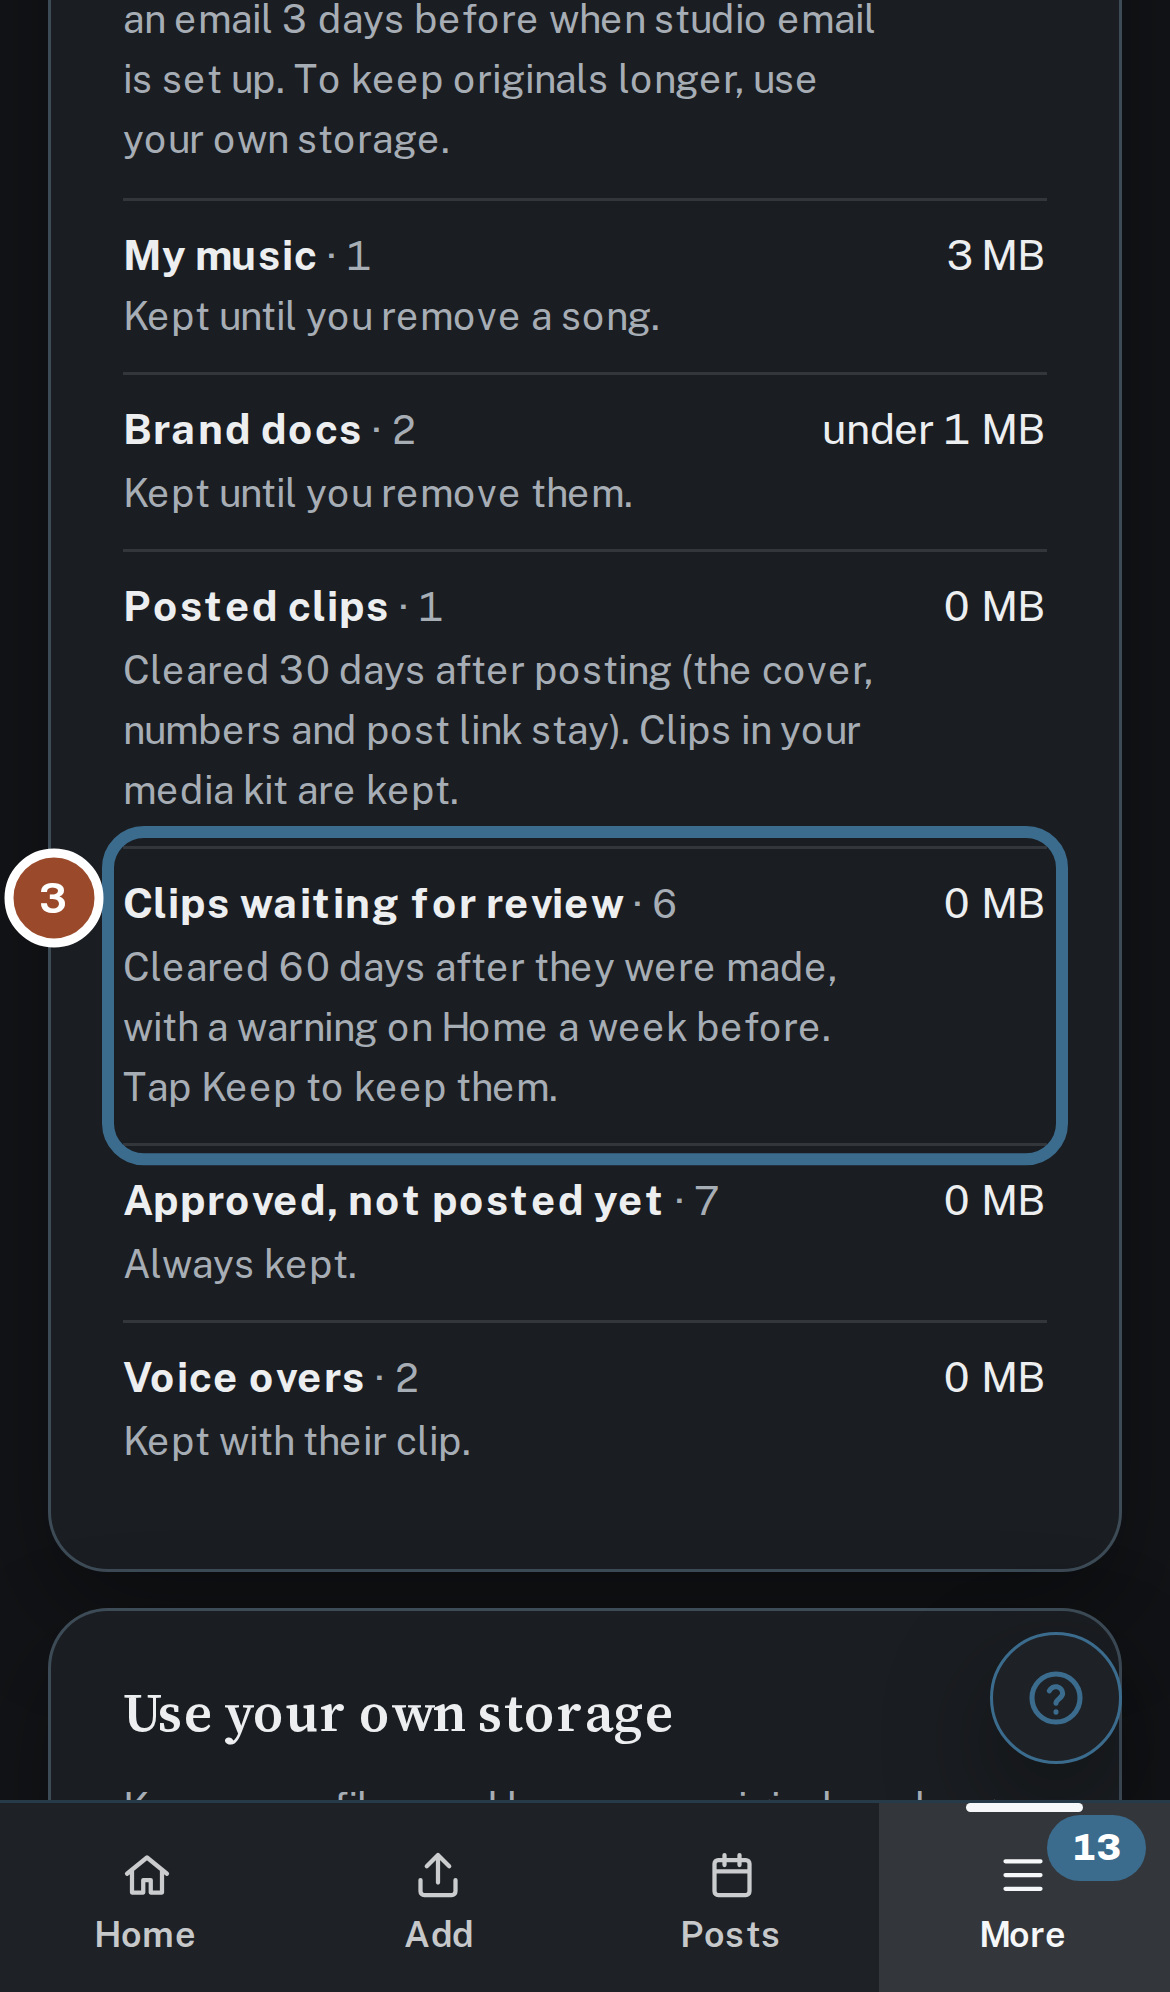 an email 3 days before when studio email
is set up. To keep originals longer, use
your own storage.
My music · 1
3 MB
Kept until you remove a song.
Brand docs · 2
under 1 MB
Kept until you remove them.
Posted clips · 1
0 MB
Cleared 30 days after posting (the cover,
numbers and post link stay). Clips in your
media kit are kept.
3
Clips waiting for review · 6
0 MB
Cleared 60 days after they were made,
with a warning on Home a week before.
Tap Keep to keep them.
Approved, not posted yet · 7
0 MB
Always kept.
Voice overs · 2
0 MB
Kept with their clip.
Use your own storage
13
Home
Add
Posts
More